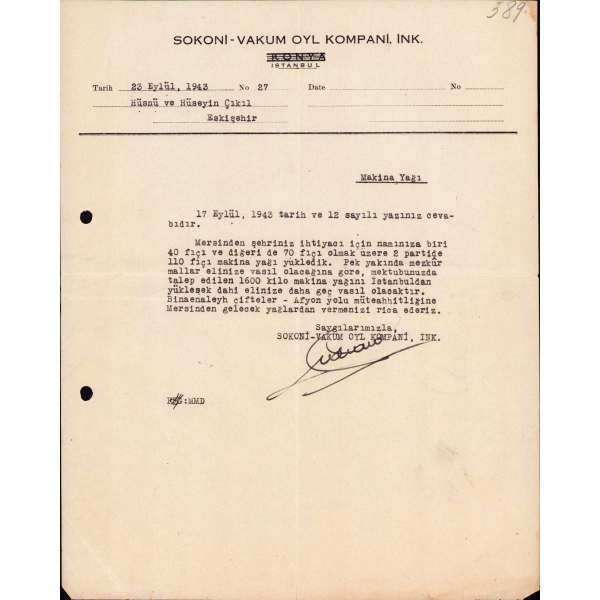 389.
SOKONİ-VAKUM OYL KOMPANİ, İNK.
KONYA
İSTANBUL
Tarih 23 Eylül, 1943 No 27 Date No
Hüsnü ve Hüseyin Çıkıl
Eskişehir
Makina Yağı
17 Eylül, 1943 tarih ve 12 sayılı yazınız ceva-
bıdır.
Mersinden şehriniz ihtiyacı için namınıza biri
40 fıçı ve diğeri de 70 fıçı olmak üzere 2 partide
110 fıçı makina yağı yükledik. Pek yakında mezkûr
mallar elinize vasıl olacağına göre, mektubunuzda
talep edilen 1600 kilo makina yağını İstanbuldan
yüklesek dahi elinize daha geç vasıl olacaktır.
Binaenaleyh çifteler - Afyon yolu müteahhitliğine
Mersinden gelecek yağlardan vermenizi rica ederiz.
Saygılarımızla,
SOKONİ-VAKUM OYL KOMPANİ, INK.
:MMD